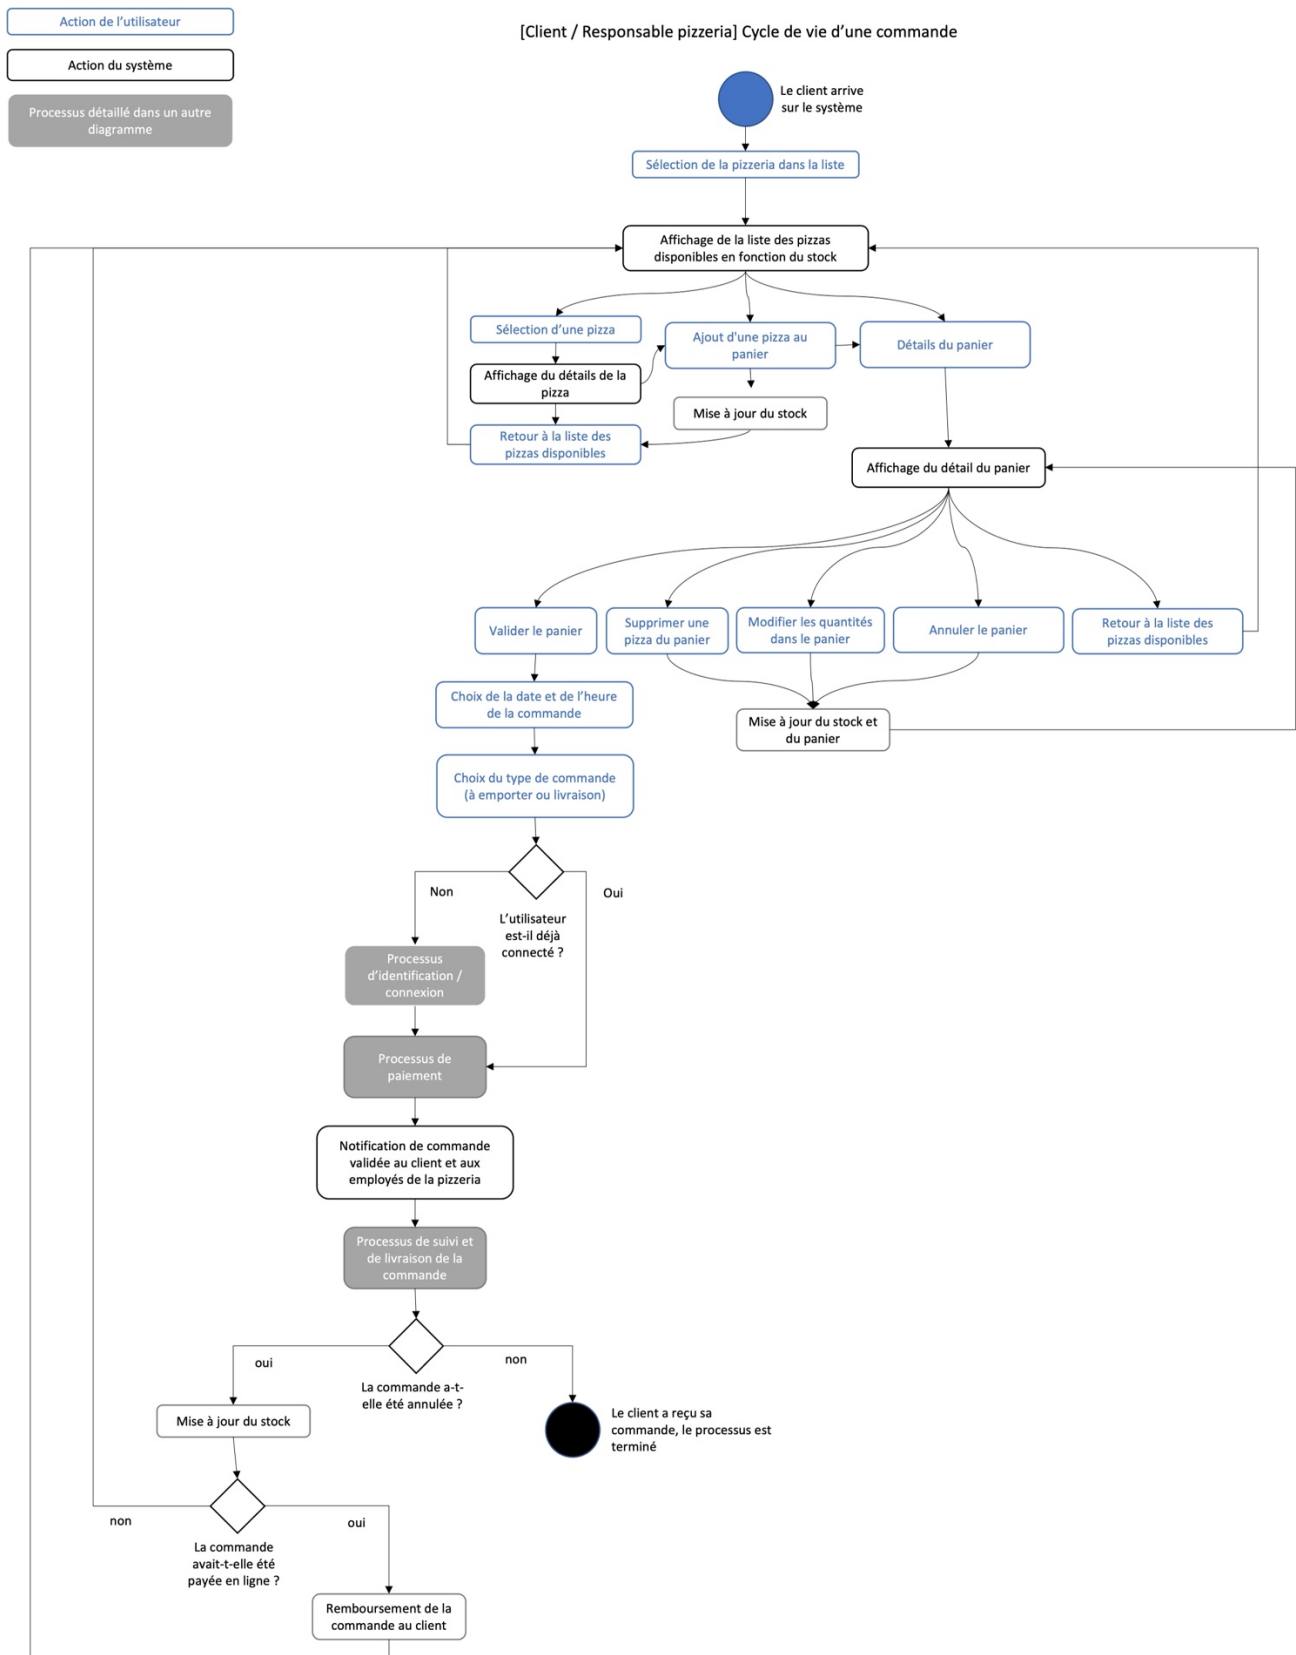 Action de l'utilisateur
[Client / Responsable pizzeria] Cycle de vie d'une commande
Action du système
Processus détaillé dans un autre
diagramme
Le client arrive
sur le système
Sélection de la pizzeria dans la liste
Affichage de la liste des pizzas
disponibles en fonction du stock
Sélection d'une pizza
Ajout d'une pizza au
panier
Détails du panier
Affichage du détails de la
pizza
Mise à jour du stock
Retour à la liste des
pizzas disponibles
Affichage du détail du panier
Valider le panier
Supprimer une
pizza du panier
Modifier les quantités
dans le panier
Annuler le panier
Retour à la liste des
pizzas disponibles
Choix de la date et de l'heure
de la commande
Mise à jour du stock et
du panier
Choix du type de commande
(à emporter ou livraison)
Non
Oui
L'utilisateur
est-il déjà
connecté ?
Processus
d'identification /
connexion
Processus de
paiement
Notification de commande
validée au client et aux
employés de la pizzeria
Processus de suivi et
de livraison de la
commande
oui
non
La commande a-t-
elle été annulée ?
Mise à jour du stock
Le client a reçu sa
commande, le processus est
terminé
non
oui
La commande
avait-t-elle été
payée en ligne ?
Remboursement de la
commande au client